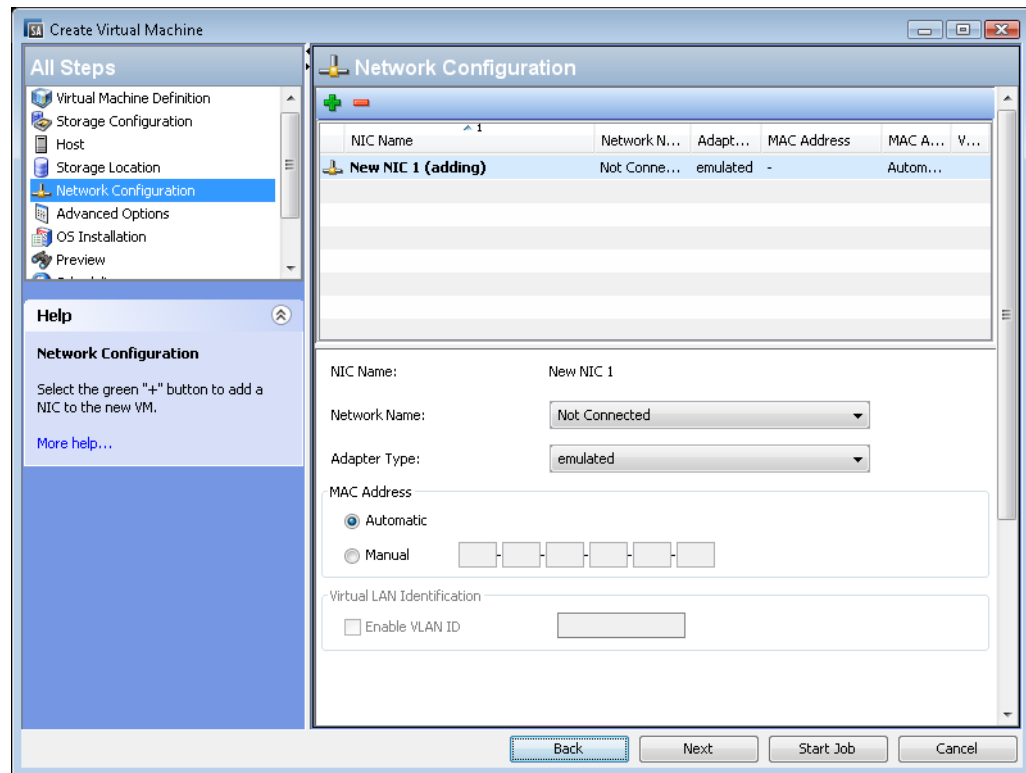 SA Create Virtual Machine
All Steps
Virtual Machine Definition
Storage Configuration
Host
Storage Location
Network Configuration
Advanced Options
OS Installation
Preview
Help
Network Configuration
Select the green "+" button to add a
NIC to the new VM.
More help...
Network Configuration
NIC Name 1 Network N... Adapt... MAC Address MAC A... V...
New NIC 1 (adding) Not Conne... emulated - Autom...
NIC Name: New NIC 1
Network Name: Not Connected
Adapter Type: emulated
MAC Address
Automatic
Manual - - - - -
Virtual LAN Identification
Enable VLAN ID
Back Next Start Job Cancel